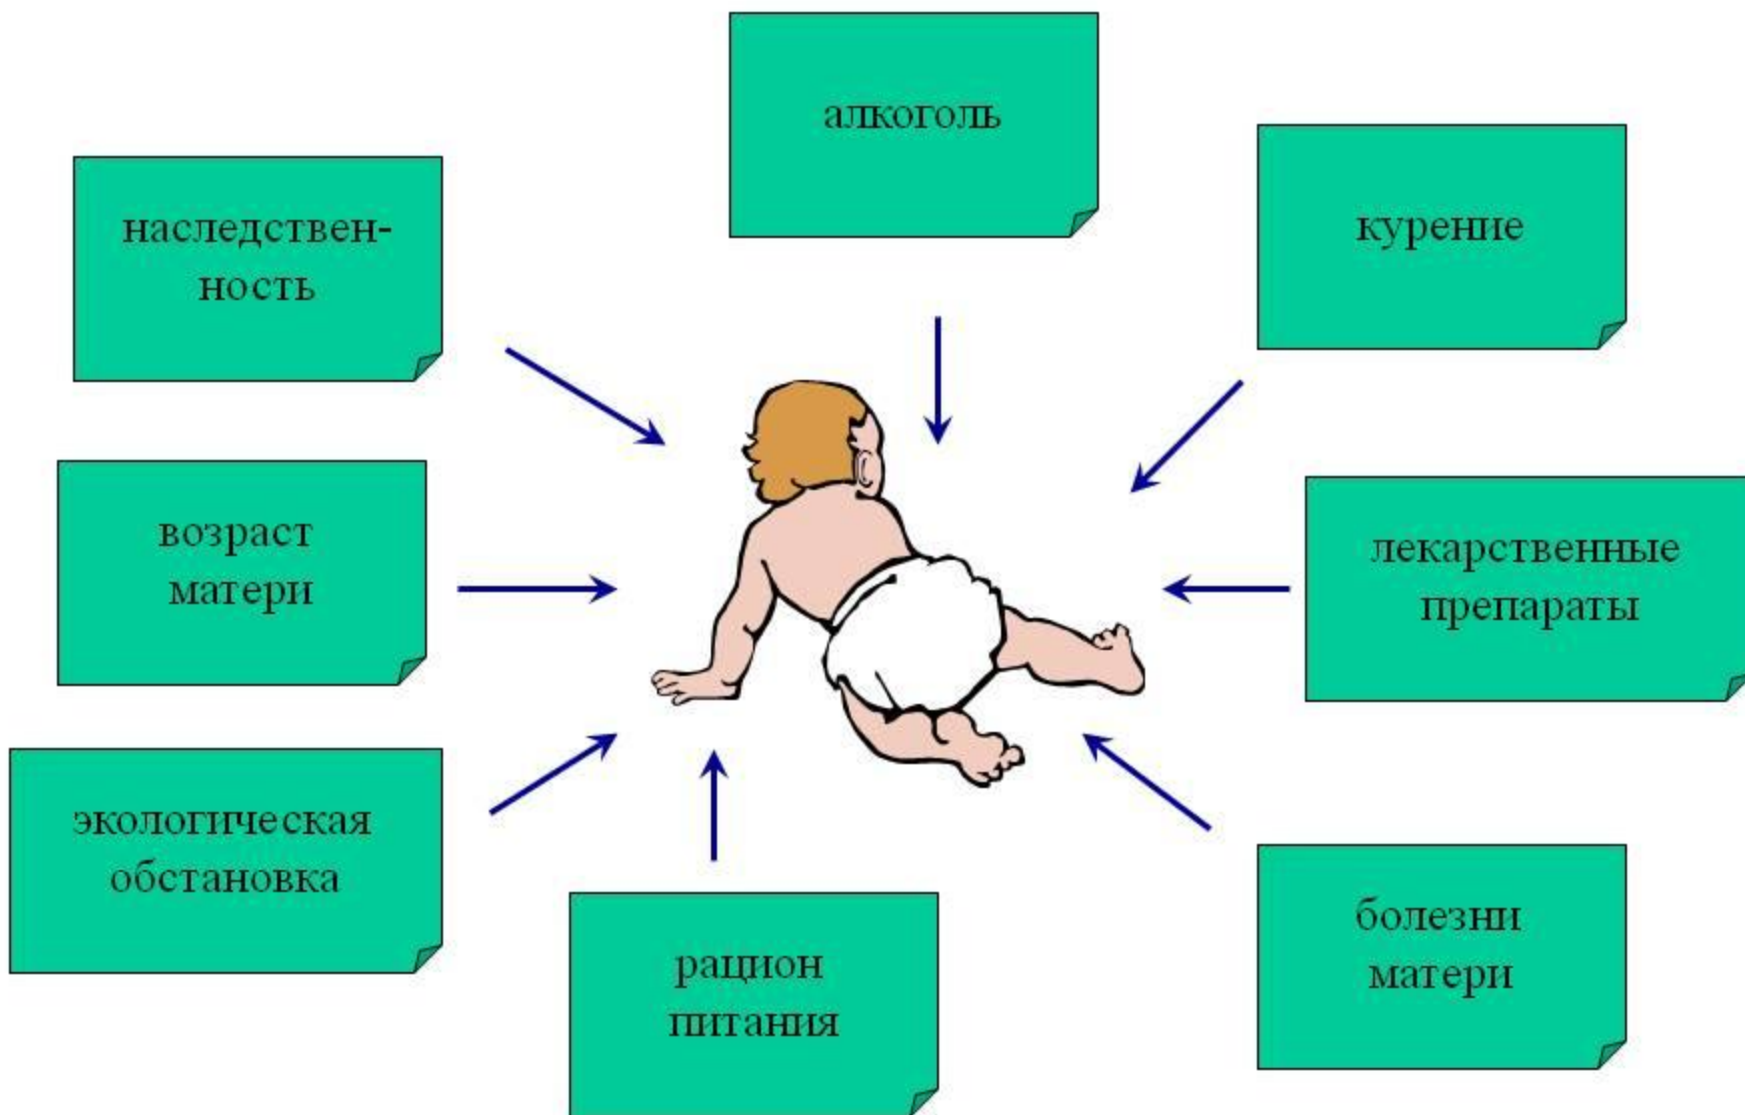 алкоголь
наследствен-
ность
курение
возраст
матери
лекарственные
препараты
экологическая
обстановка
рацион
питания
болезни
матери